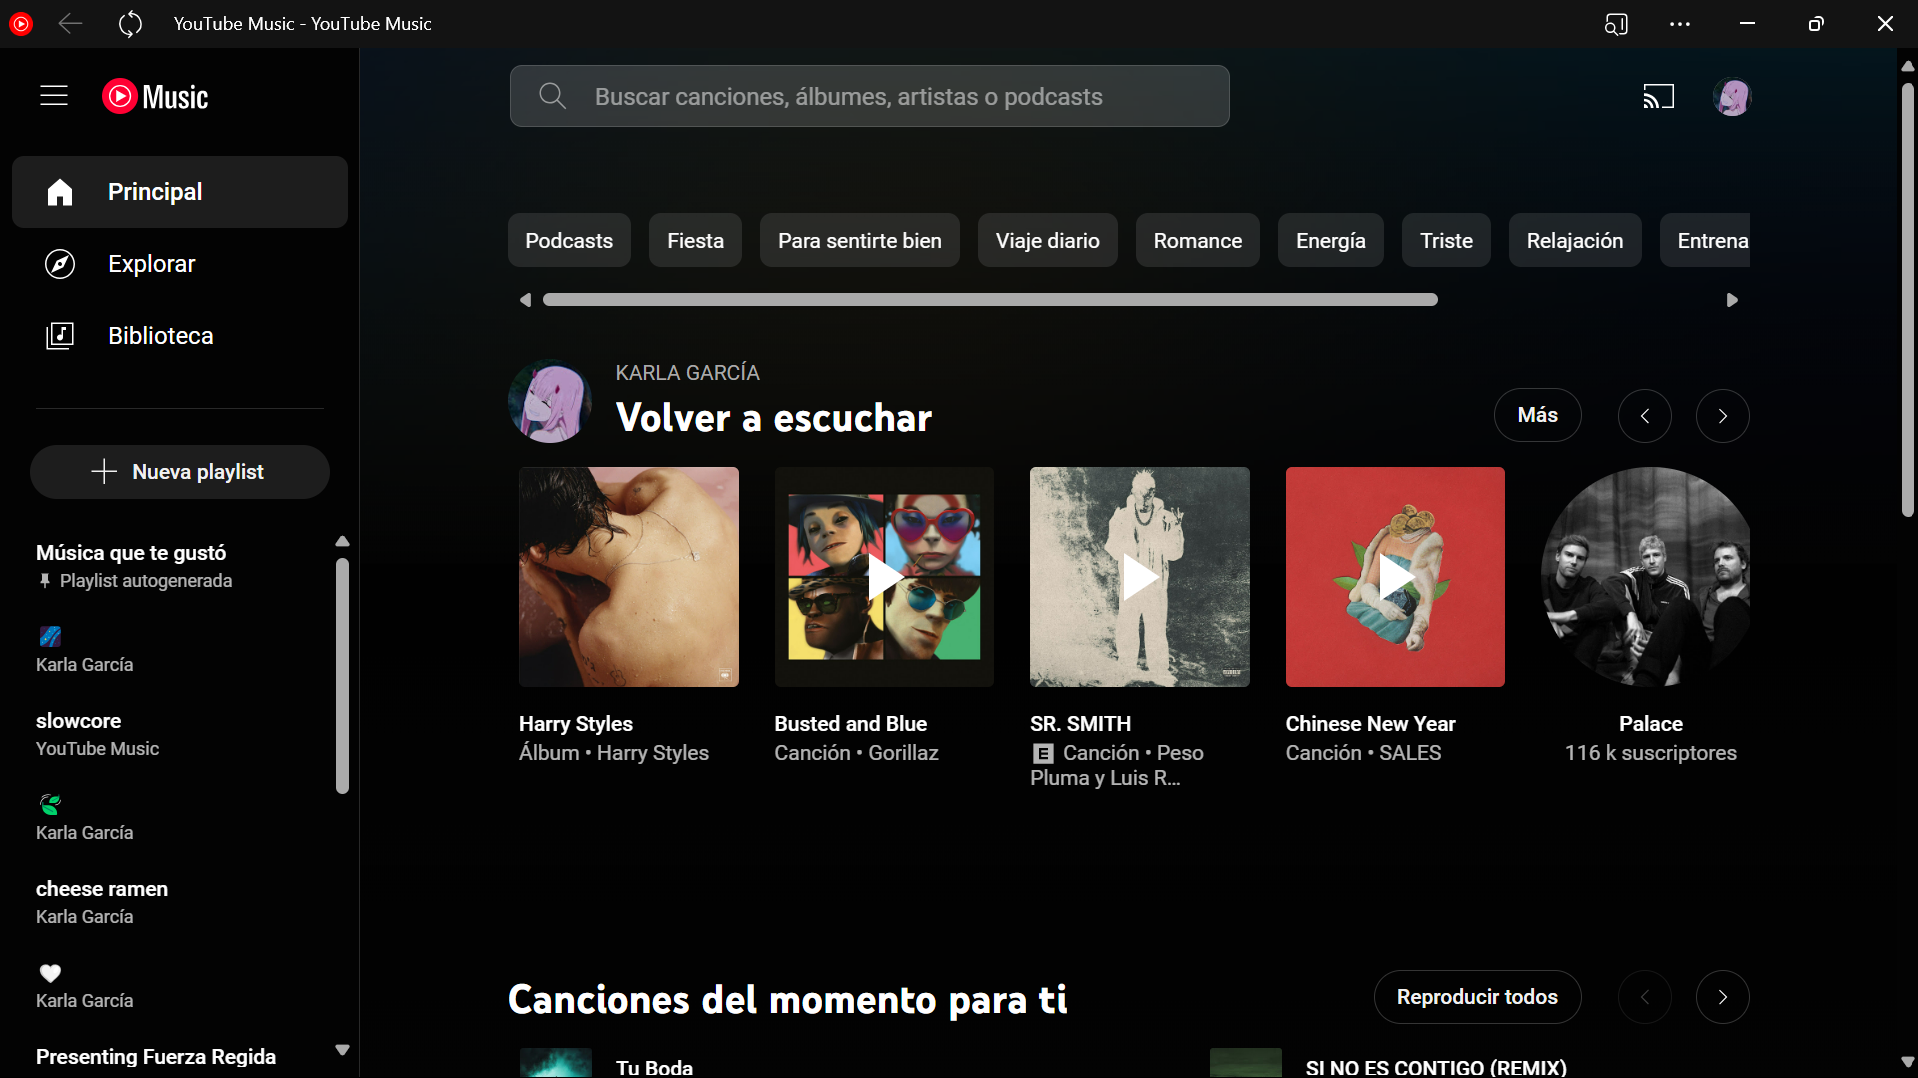 YouTube Music - YouTube Music
Music
Buscar canciones, álbumes, artistas o podcasts
Principal
Explorar
Biblioteca
Nueva playlist
Música que te gustó
Playlist autogenerada
Karla García
slowcore
YouTube Music
Karla García
cheese ramen
Karla García
Karla García
Presenting Fuerza Regida
Podcasts
Fiesta
Para sentirte bien
Viaje diario
Romance
Energía
Triste
Relajación
Entrena
KARLA GARCÍA
Volver a escuchar
Más
Harry Styles
Álbum • Harry Styles
Busted and Blue
Canción • Gorillaz
SR. SMITH
E Canción • Peso
Pluma y Luis R...
Chinese New Year
Canción • SALES
Palace
116 k suscriptores
Canciones del momento para ti
Reproducir todos
Tu Boda
SI NO ES CONTIGO (REMIX)